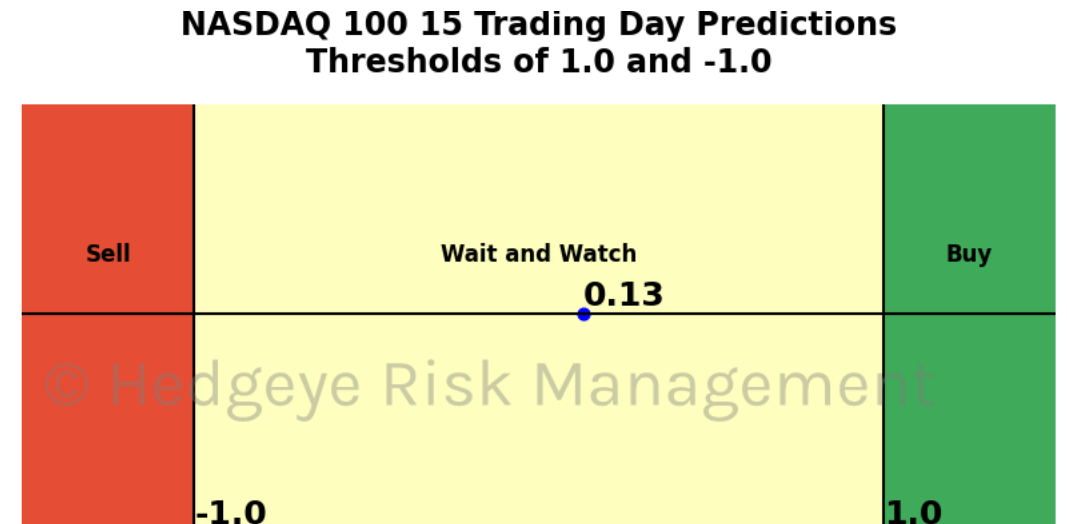 NASDAQ 100 15 Trading Day Predictions
Thresholds of 1.0 and -1.0
Sell
Wait and Watch
Buy
0.13
© Hedgeye Risk Management
-1.0
1.0